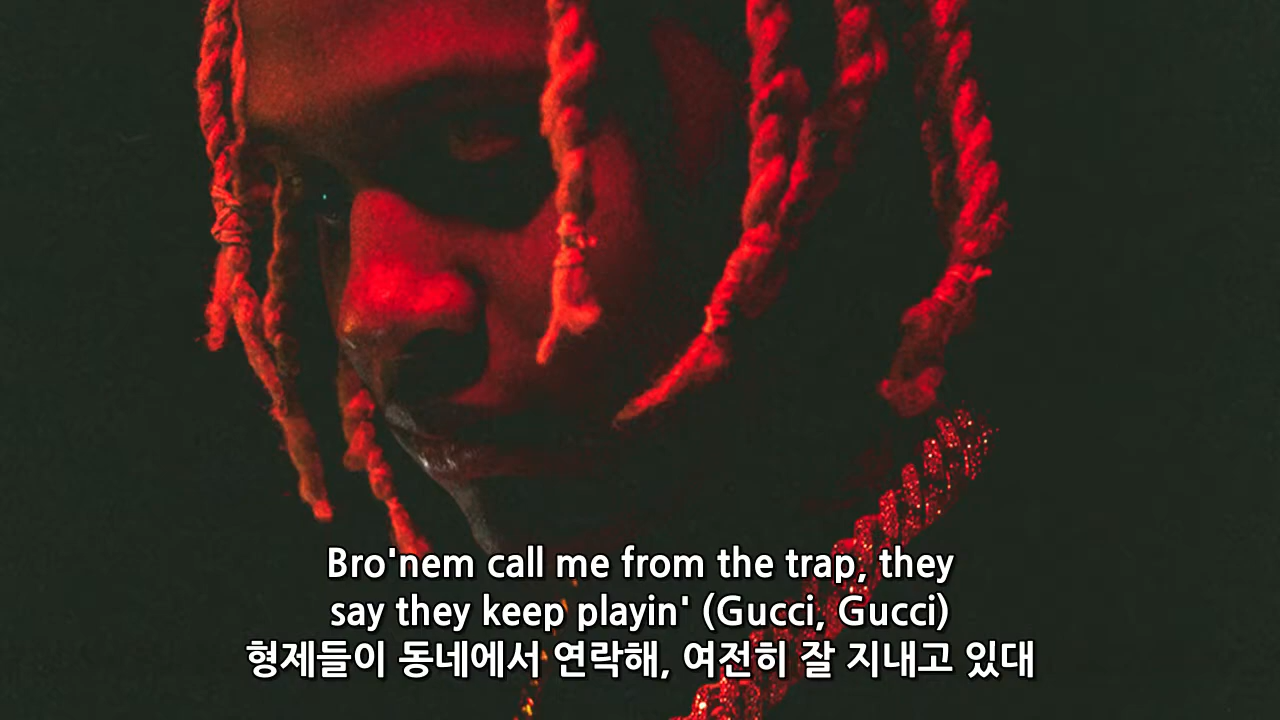 Bro'nem call me from the trap, they
say they keep playin' (Gucci, Gucci)
형제들이 동네에서 연락해, 여전히 잘 지내고 있대